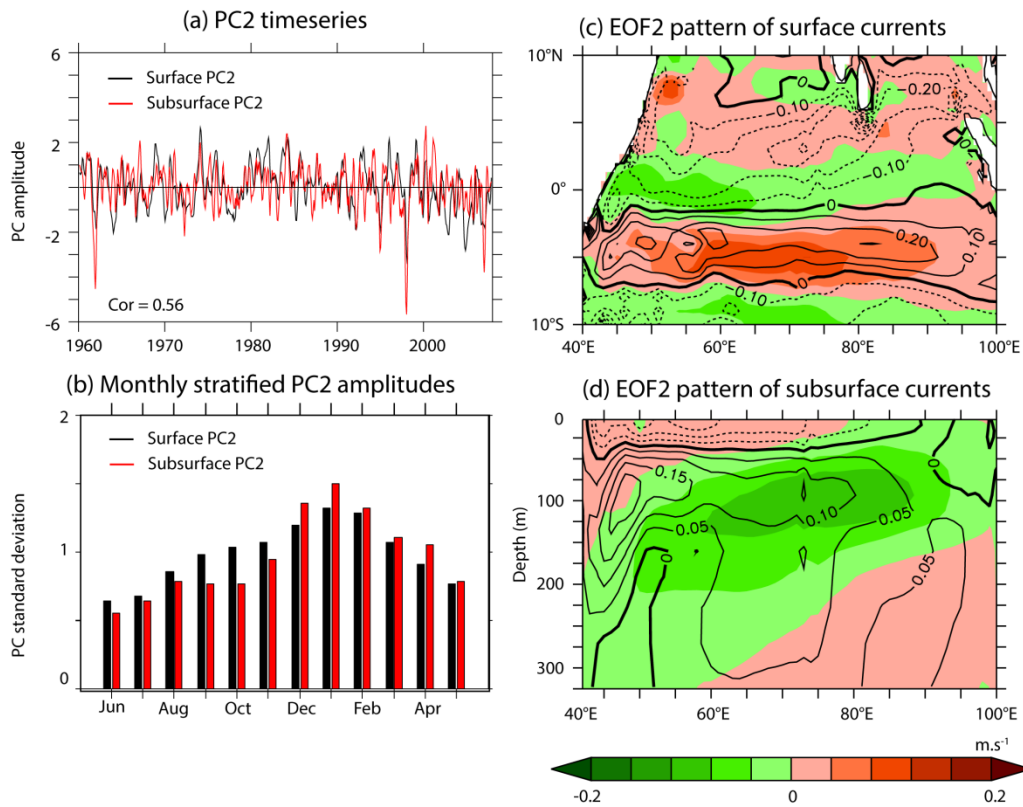 (a) PC2 timeseries
6
2
-2
-6
PC amplitude
Surface PC2
Subsurface PC2
Cor = 0.56
1960 1970 1980 1990 2000
(b) Monthly stratified PC2 amplitudes
2
1
0
PC standard deviation
Surface PC2
Subsurface PC2
Jun Aug Oct Dec Feb Apr
(c) EOF2 pattern of surface currents
10°N
0°
10°S
0
-0.10
-0.20
0
-0.10
0
0.20
0.10
0
-0.10
40°E 60°E 80°E 100°E
(d) EOF2 pattern of subsurface currents
0
100
200
300
Depth (m)
0.15
0
0.10
0.05
0.05
0
0.05
40°E 60°E 80°E 100°E
m.s-1
-0.2 0 0.2